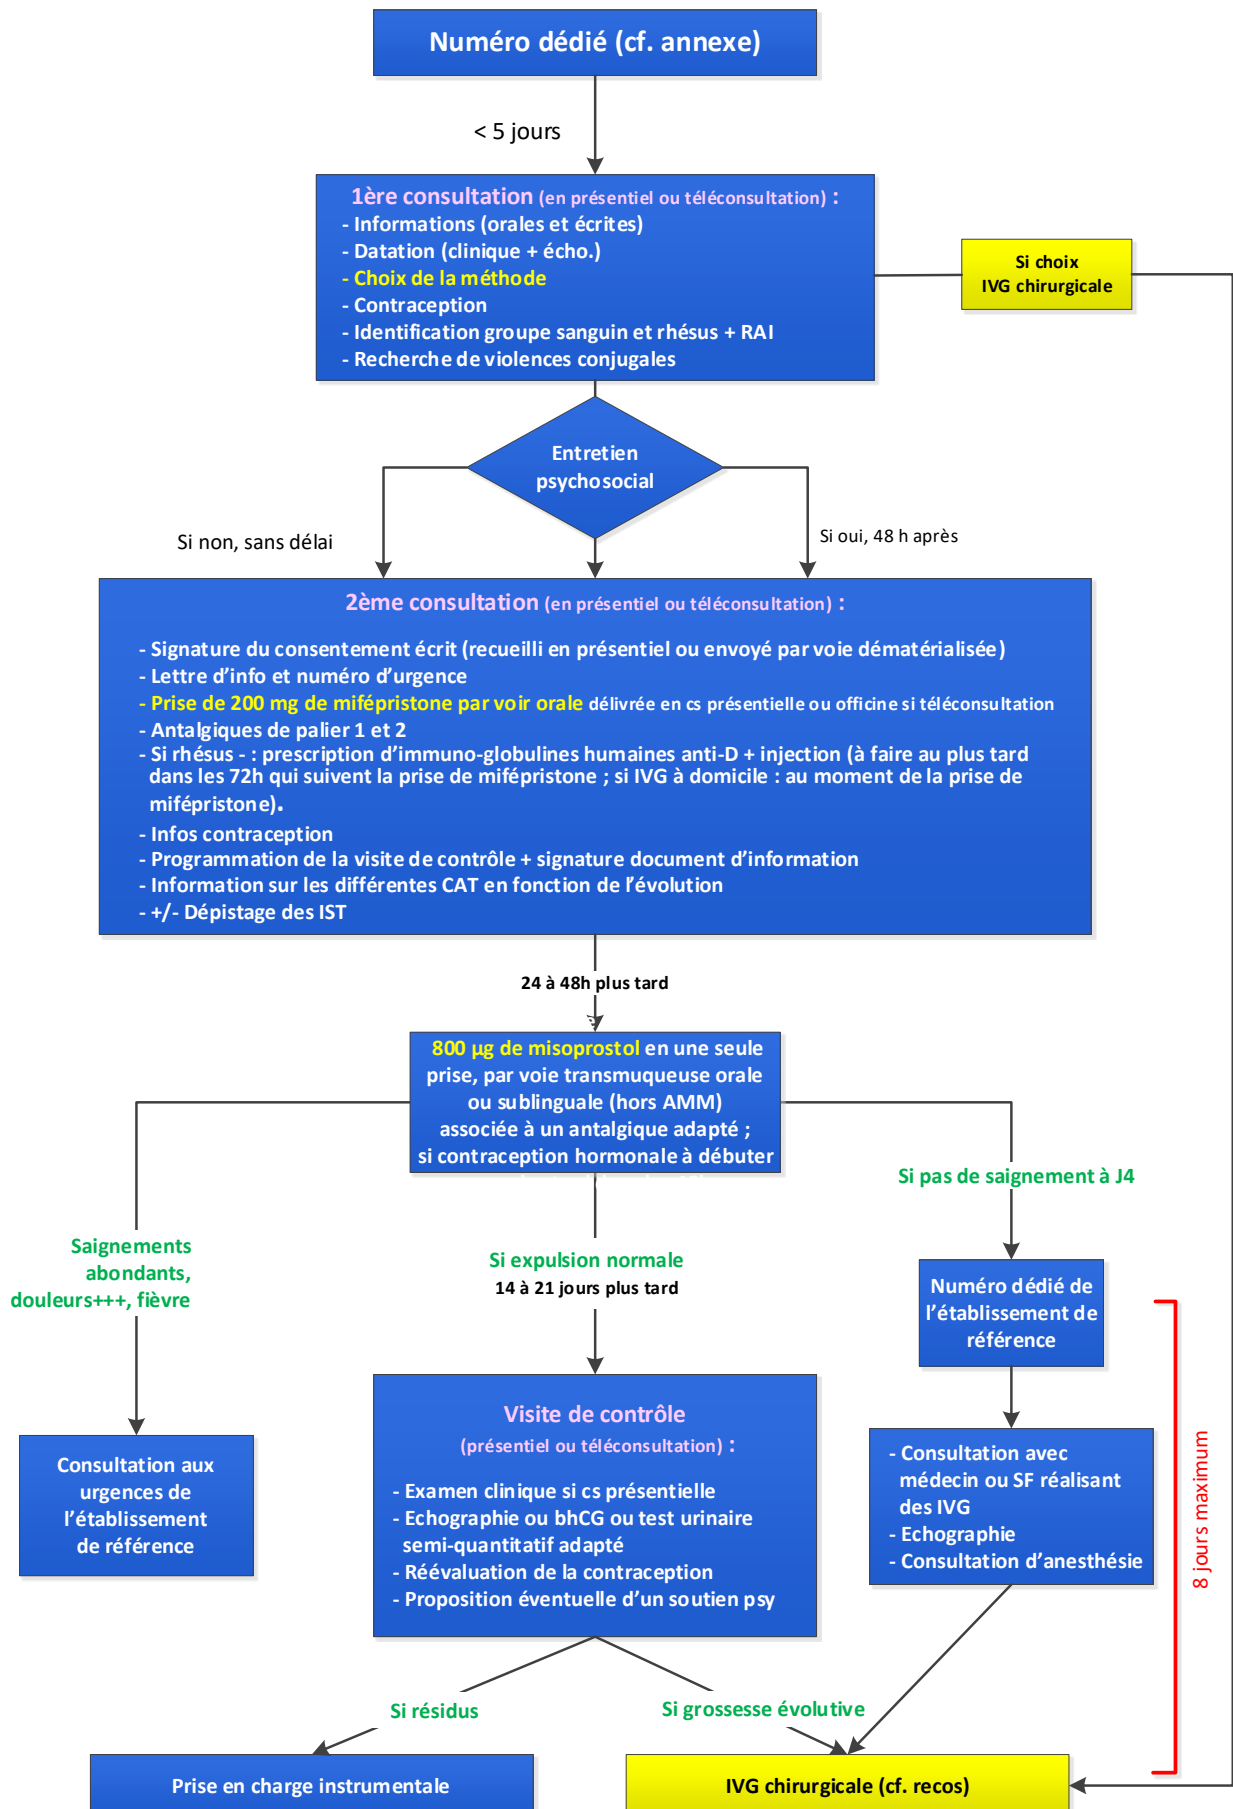 Numéro dédié (cf. annexe)
< 5 jours
1ère consultation (en présentiel ou téléconsultation) :
- Informations (orales et écrites)
- Datation (clinique + écho.)
- Choix de la méthode
- Contraception
- Identification groupe sanguin et rhésus + RAI
- Recherche de violences conjugales
Si choix
IVG chirurgicale
Entretien
psychosocial
Si non, sans délai
Si oui, 48 h après
2ème consultation (en présentiel ou téléconsultation) :
- Signature du consentement écrit (recueilli en présentiel ou envoyé par voie dématérialisée)
- Lettre d’info et numéro d’urgence
- Prise de 200 mg de mifépristone par voir orale délivrée en cs présentielle ou officine si téléconsultation
- Antalgiques de palier 1 et 2
- Si rhésus - : prescription d’immuno-globulines humaines anti-D + injection (à faire au plus tard
dans les 72h qui suivent la prise de mifépristone ; si IVG à domicile : au moment de la prise de
mifépristone).
- Infos contraception
- Programmation de la visite de contrôle + signature document d’information
- Information sur les différentes CAT en fonction de l’évolution
- +/- Dépistage des IST
24 à 48h plus tard
800 µg de misoprostol en une seule
prise, par voie transmuqueuse orale
ou sublinguale (hors AMM)
associée à un antalgique adapté ;
si contraception hormonale à débuter
Si pas de saignement à J4
Saignements
abondants,
douleurs+++, fièvre
Si expulsion normale
14 à 21 jours plus tard
Numéro dédié de
l’établissement de
référence
Visite de contrôle
(présentiel ou téléconsultation) :
- Examen clinique si cs présentielle
- Echographie ou bhCG ou test urinaire
semi-quantitatif adapté
- Réévaluation de la contraception
- Proposition éventuelle d’un soutien psy
Consultation aux
urgences de
l’établissement
de référence
- Consultation avec
médecin ou SF réalisant
des IVG
- Echographie
- Consultation d’anesthésie
8 jours maximum
Si résidus
Si grossesse évolutive
Prise en charge instrumentale
IVG chirurgicale (cf. recos)